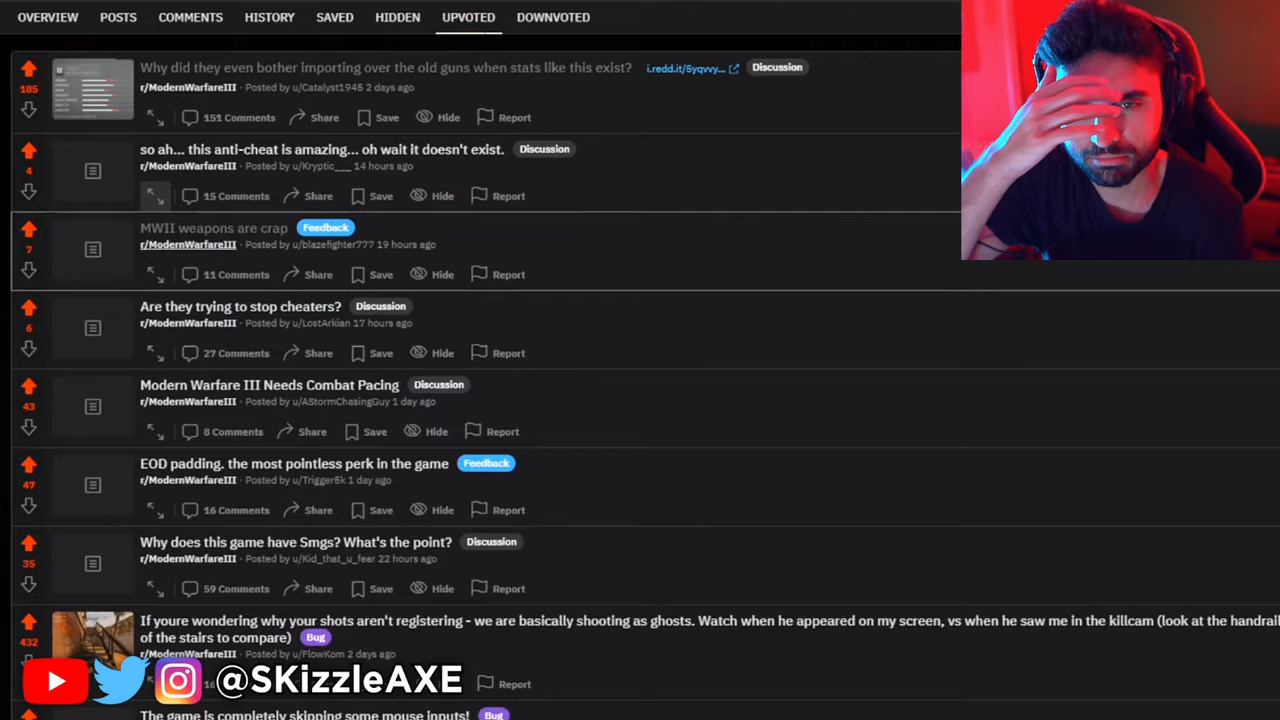 OVERVIEW POSTS COMMENTS HISTORY SAVED HIDDEN UPVOTED DOWNVOTED
Why did they even bother importing over the old guns when stats like this exist? i.redd.it/5yqvvy... Discussion
185
r/ModernWarfareIII · Posted by u/Catalyst1945 2 days ago
151 Comments Share Save Hide Report
so ah... this anti-cheat is amazing... oh wait it doesn't exist. Discussion
4
r/ModernWarfareIII · Posted by u/Kryptic___ 14 hours ago
15 Comments Share Save Hide Report
MWII weapons are crap Feedback
7
r/ModernWarfareIII · Posted by u/blazefighter777 19 hours ago
11 Comments Share Save Hide Report
Are they trying to stop cheaters? Discussion
6
r/ModernWarfareIII · Posted by u/LostArkian 17 hours ago
27 Comments Share Save Hide Report
Modern Warfare III Needs Combat Pacing Discussion
43
r/ModernWarfareIII · Posted by u/AStormChasingGuy 1 day ago
8 Comments Share Save Hide Report
EOD padding. the most pointless perk in the game Feedback
47
r/ModernWarfareIII · Posted by u/Trigger5k 1 day ago
16 Comments Share Save Hide Report
Why does this game have Smgs? What's the point? Discussion
35
r/ModernWarfareIII · Posted by u/Kid_that_u_fear 22 hours ago
59 Comments Share Save Hide Report
If youre wondering why your shots aren't registering - we are basically shooting as ghosts. Watch when he appeared on my screen, vs when he saw me in the killcam (look at the handrail
of the stairs to compare) Bug
432
r/ModernWarfareIII · Posted by u/FlowKom 2 days ago
@SKizzleAXE
Report
The game is completely skipping some mouse inputs! Bug